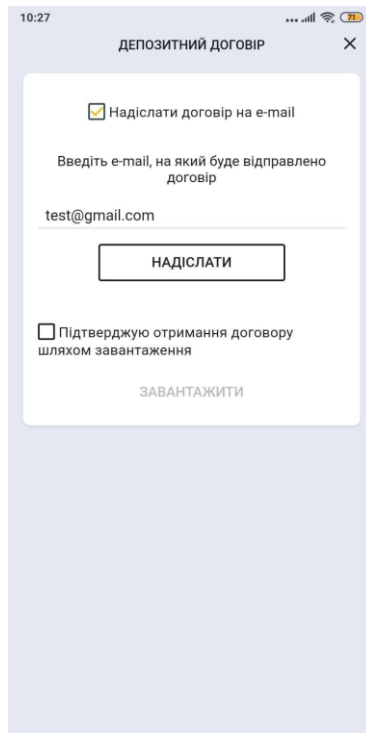 10:27
71
ДЕПОЗИТНИЙ ДОГОВІР
Надіслати договір на e-mail
Введіть e-mail, на який буде відправлено
договір
test@gmail.com
НАДІСЛАТИ
Підтверджую отримання договору
шляхом завантаження
ЗАВАНТАЖИТИ